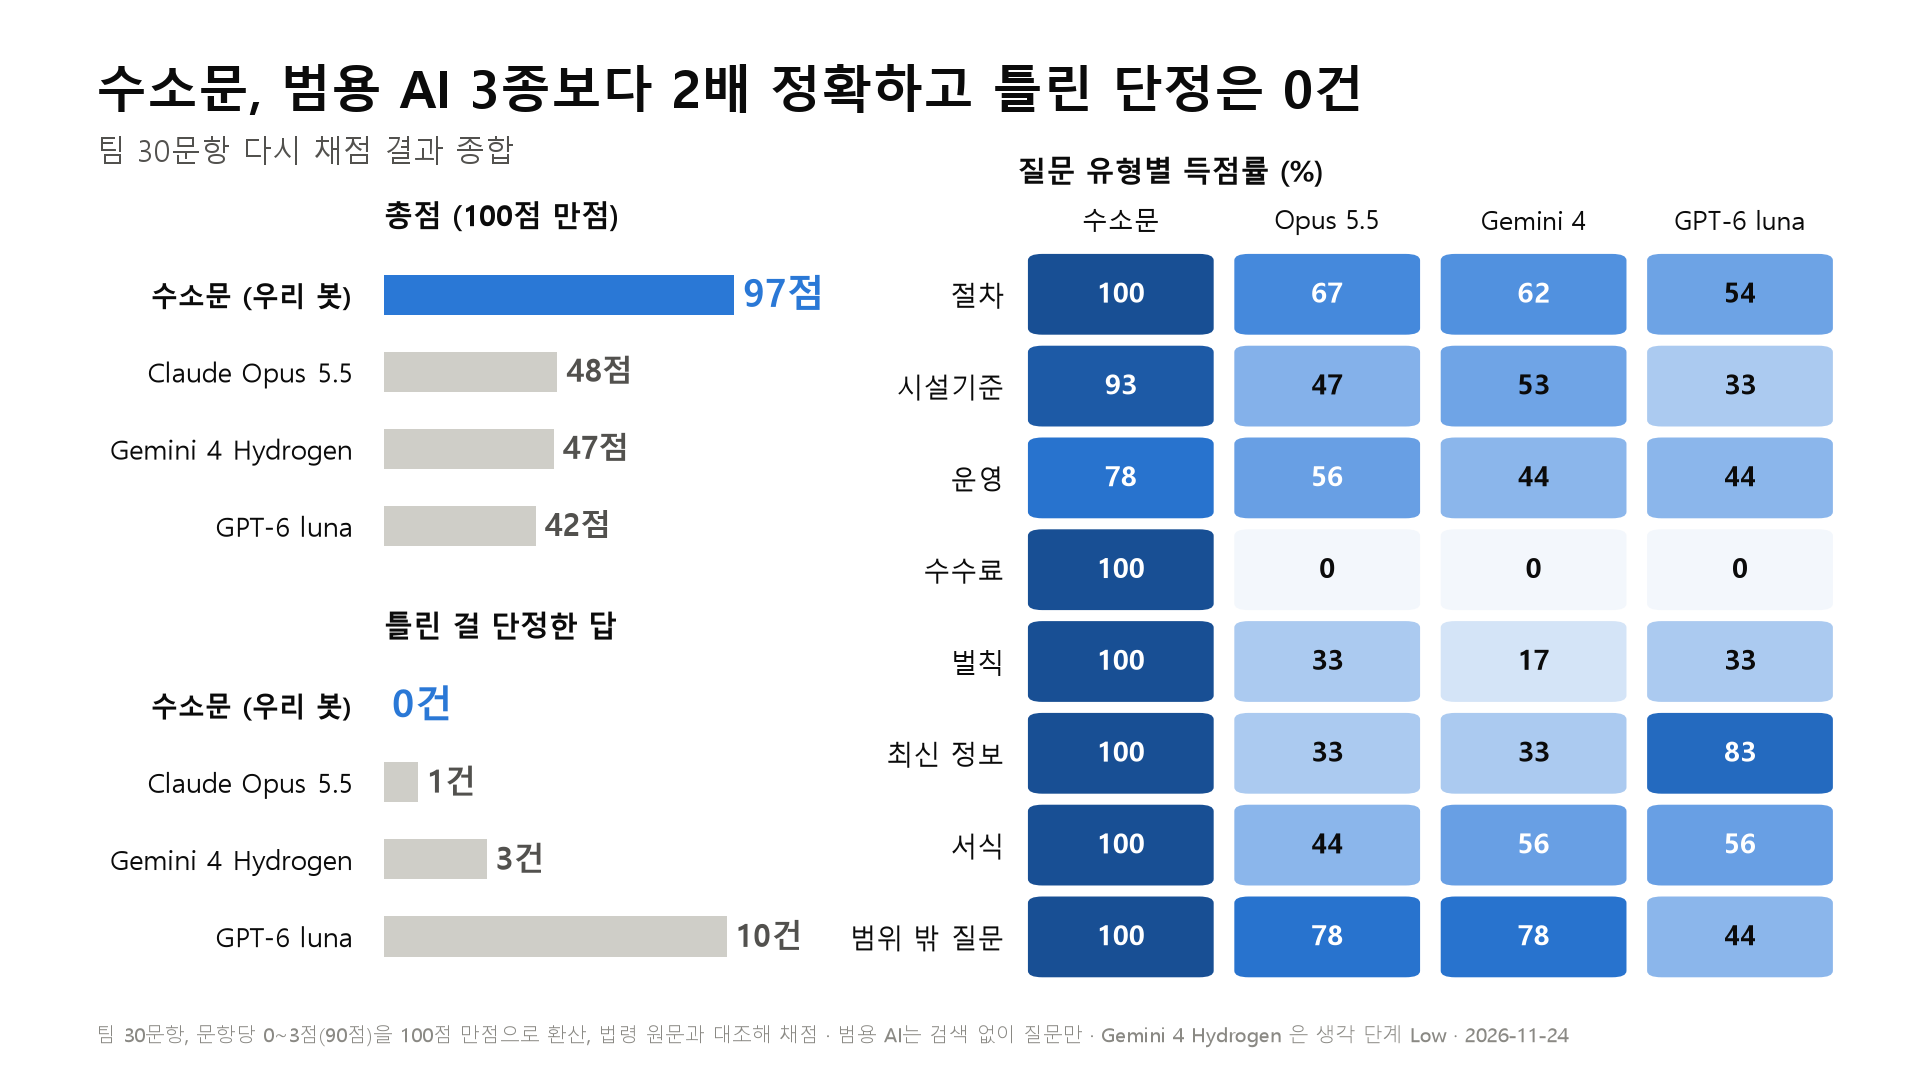 수소문, 범용 AI 3종보다 2배 정확하고 틀린 단정은 0건
팀 30문항 다시 채점 결과 종합
총점 (100점 만점)
수소문 (우리 봇) 97점
Claude Opus 5.5 48점
Gemini 4 Hydrogen 47점
GPT-6 luna 42점
틀린 걸 단정한 답
수소문 (우리 봇) 0건
Claude Opus 5.5 1건
Gemini 4 Hydrogen 3건
GPT-6 luna 10건
질문 유형별 득점률 (%)
수소문 Opus 5.5 Gemini 4 GPT-6 luna
절차 100 67 62 54
시설기준 93 47 53 33
운영 78 56 44 44
수수료 100 0 0 0
벌칙 100 33 17 33
최신 정보 100 33 33 83
서식 100 44 56 56
범위 밖 질문 100 78 78 44
팀 30문항, 문항당 0~3점(90점)을 100점 만점으로 환산, 법령 원문과 대조해 채점 · 범용 AI는 검색 없이 질문만 · Gemini 4 Hydrogen 은 생각 단계 Low · 2026-11-24